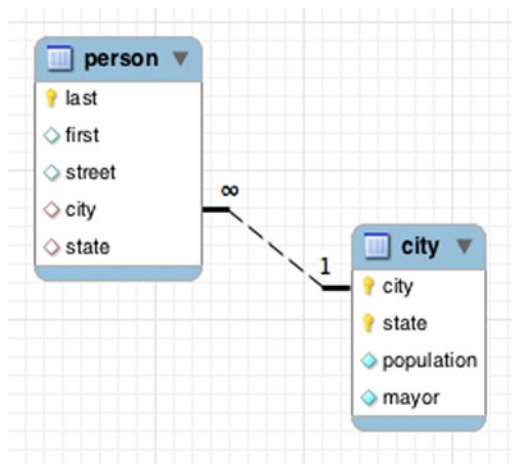 person
last
first
street
city
state
∞
1
city
city
state
population
mayor